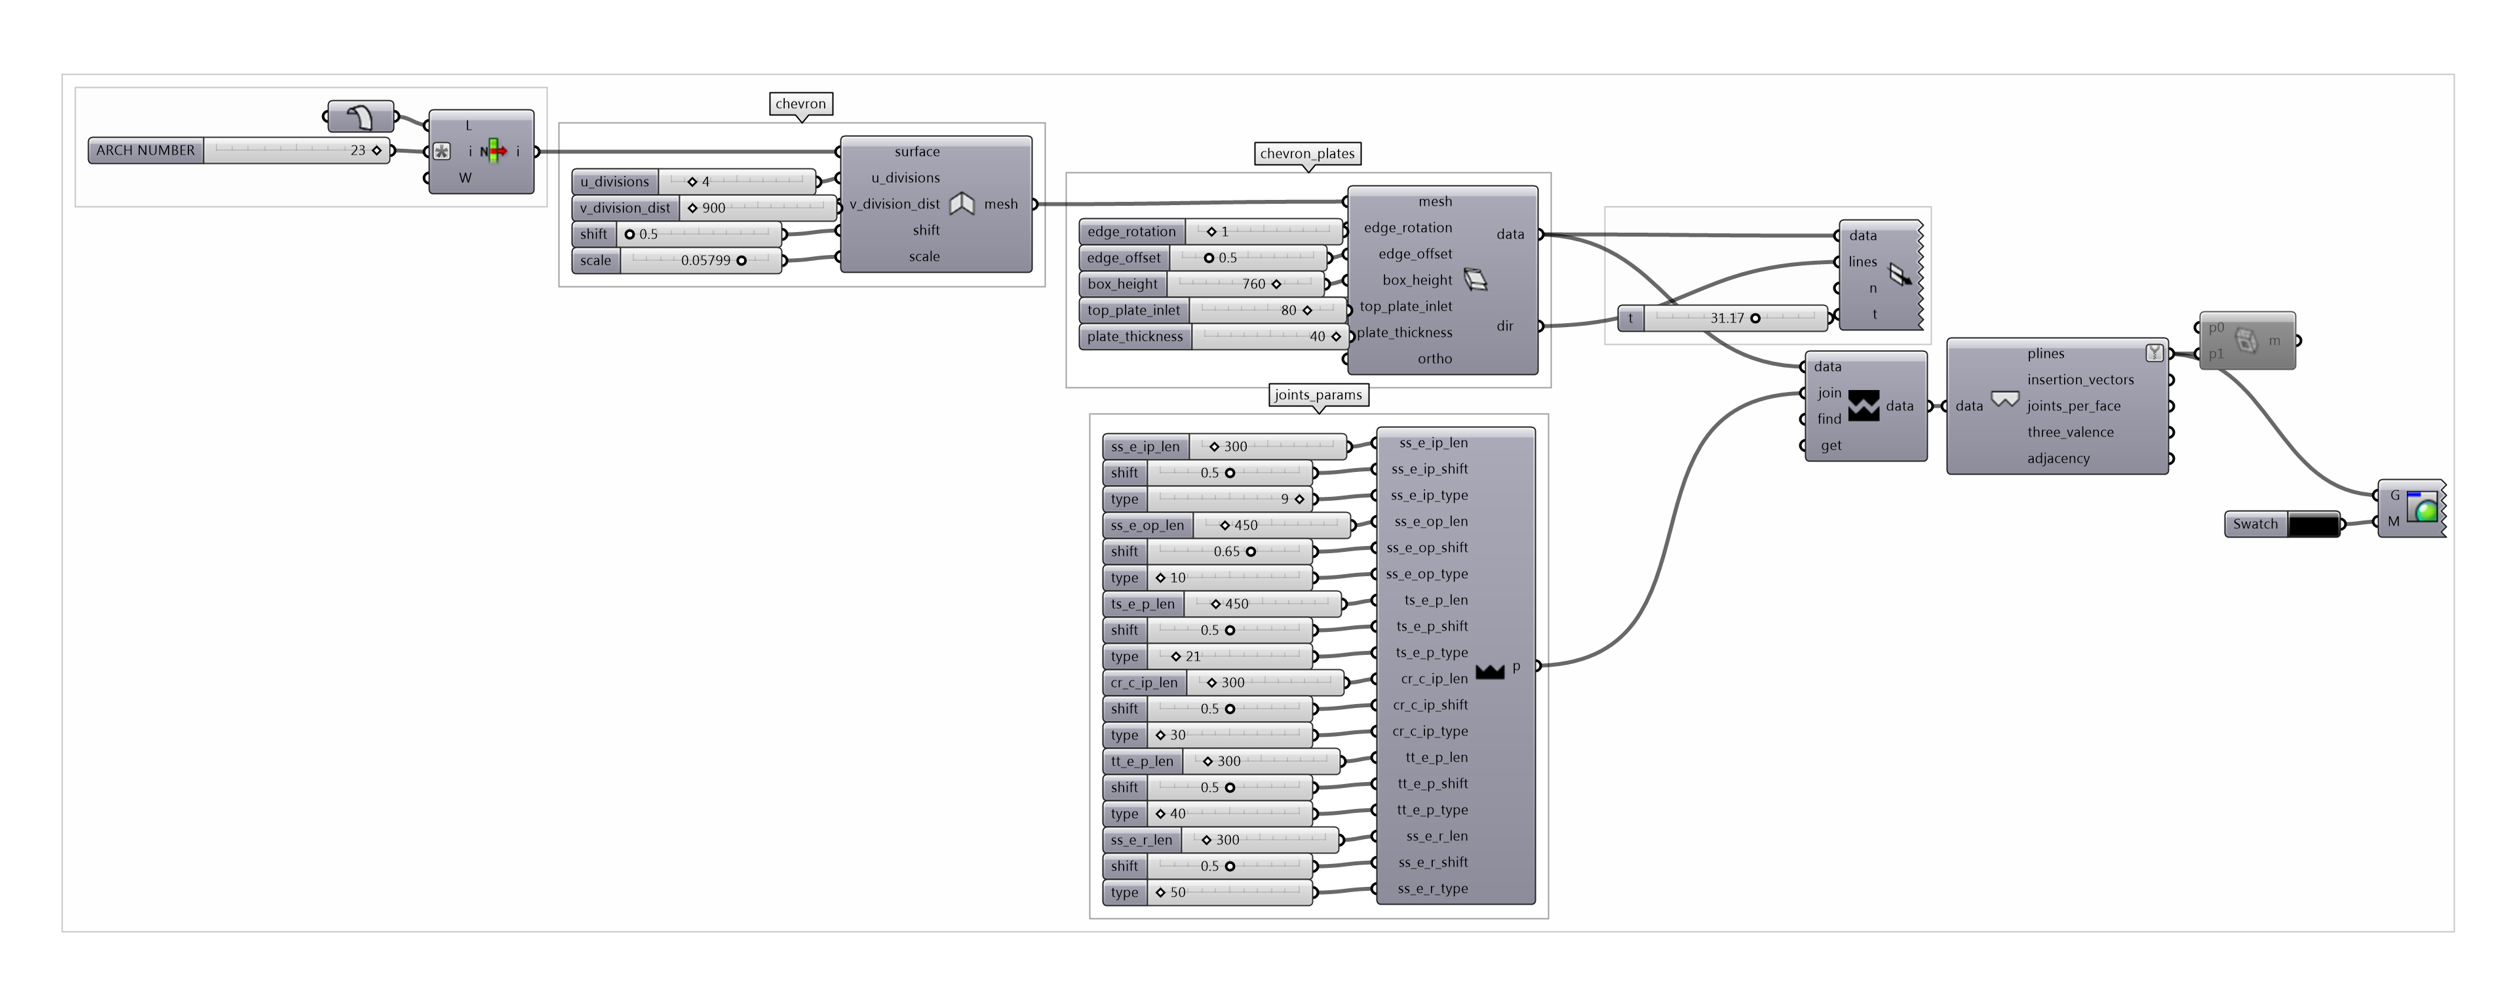 L
ARCH NUMBER 23
i N i
W
chevron
surface
u_divisions 4
u_divisions
v_division_dist 900
v_division_dist
mesh
shift 0.5
shift
scale 0.05799
scale
chevron_plates
mesh
edge_rotation 1
edge_rotation
data
edge_offset 0.5
edge_offset
box_height 760
box_height
top_plate_inlet 80
top_plate_inlet
dir
plate_thickness 40
plate_thickness
ortho
data
lines
n
t 31.17
t
joints_params
ss_e_ip_len 300
ss_e_ip_len
shift 0.5
ss_e_ip_shift
type 9
ss_e_ip_type
ss_e_op_len 450
ss_e_op_len
shift 0.65
ss_e_op_shift
type 10
ss_e_op_type
ts_e_p_len 450
ts_e_p_len
shift 0.5
ts_e_p_shift
type 21
ts_e_p_type
p
cr_c_ip_len 300
cr_c_ip_len
shift 0.5
cr_c_ip_shift
type 30
cr_c_ip_type
tt_e_p_len 300
tt_e_p_len
shift 0.5
tt_e_p_shift
type 40
tt_e_p_type
ss_e_r_len 300
ss_e_r_len
shift 0.5
ss_e_r_shift
type 50
ss_e_r_type
data
join
find
get
data
data
plines
insertion_vectors
joints_per_face
three_valence
adjacency
p0
p1
m
G
M
Swatch